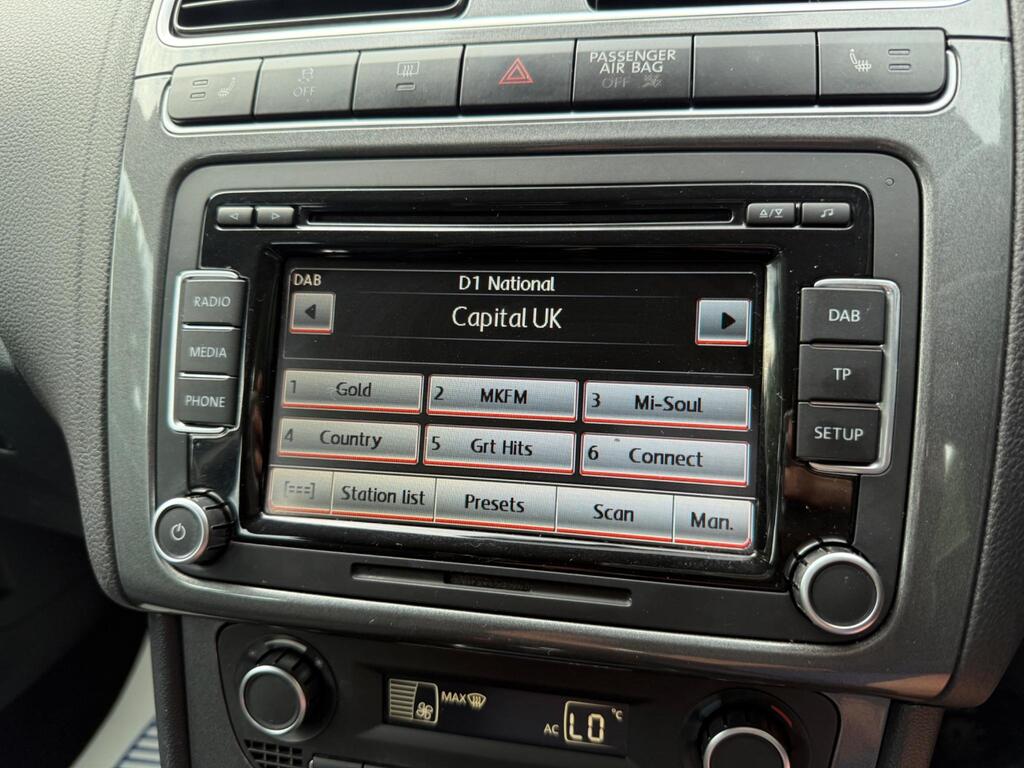 OFF
PASSENGER
AIR BAG
OFF
RADIO
MEDIA
PHONE
DAB
D1 National
Capital UK
1 Gold
2 MKFM
3 Mi-Soul
4 Country
5 Grt Hits
6 Connect
[===] Station list Presets Scan Man.
DAB
TP
SETUP
MAX
AC LO °C